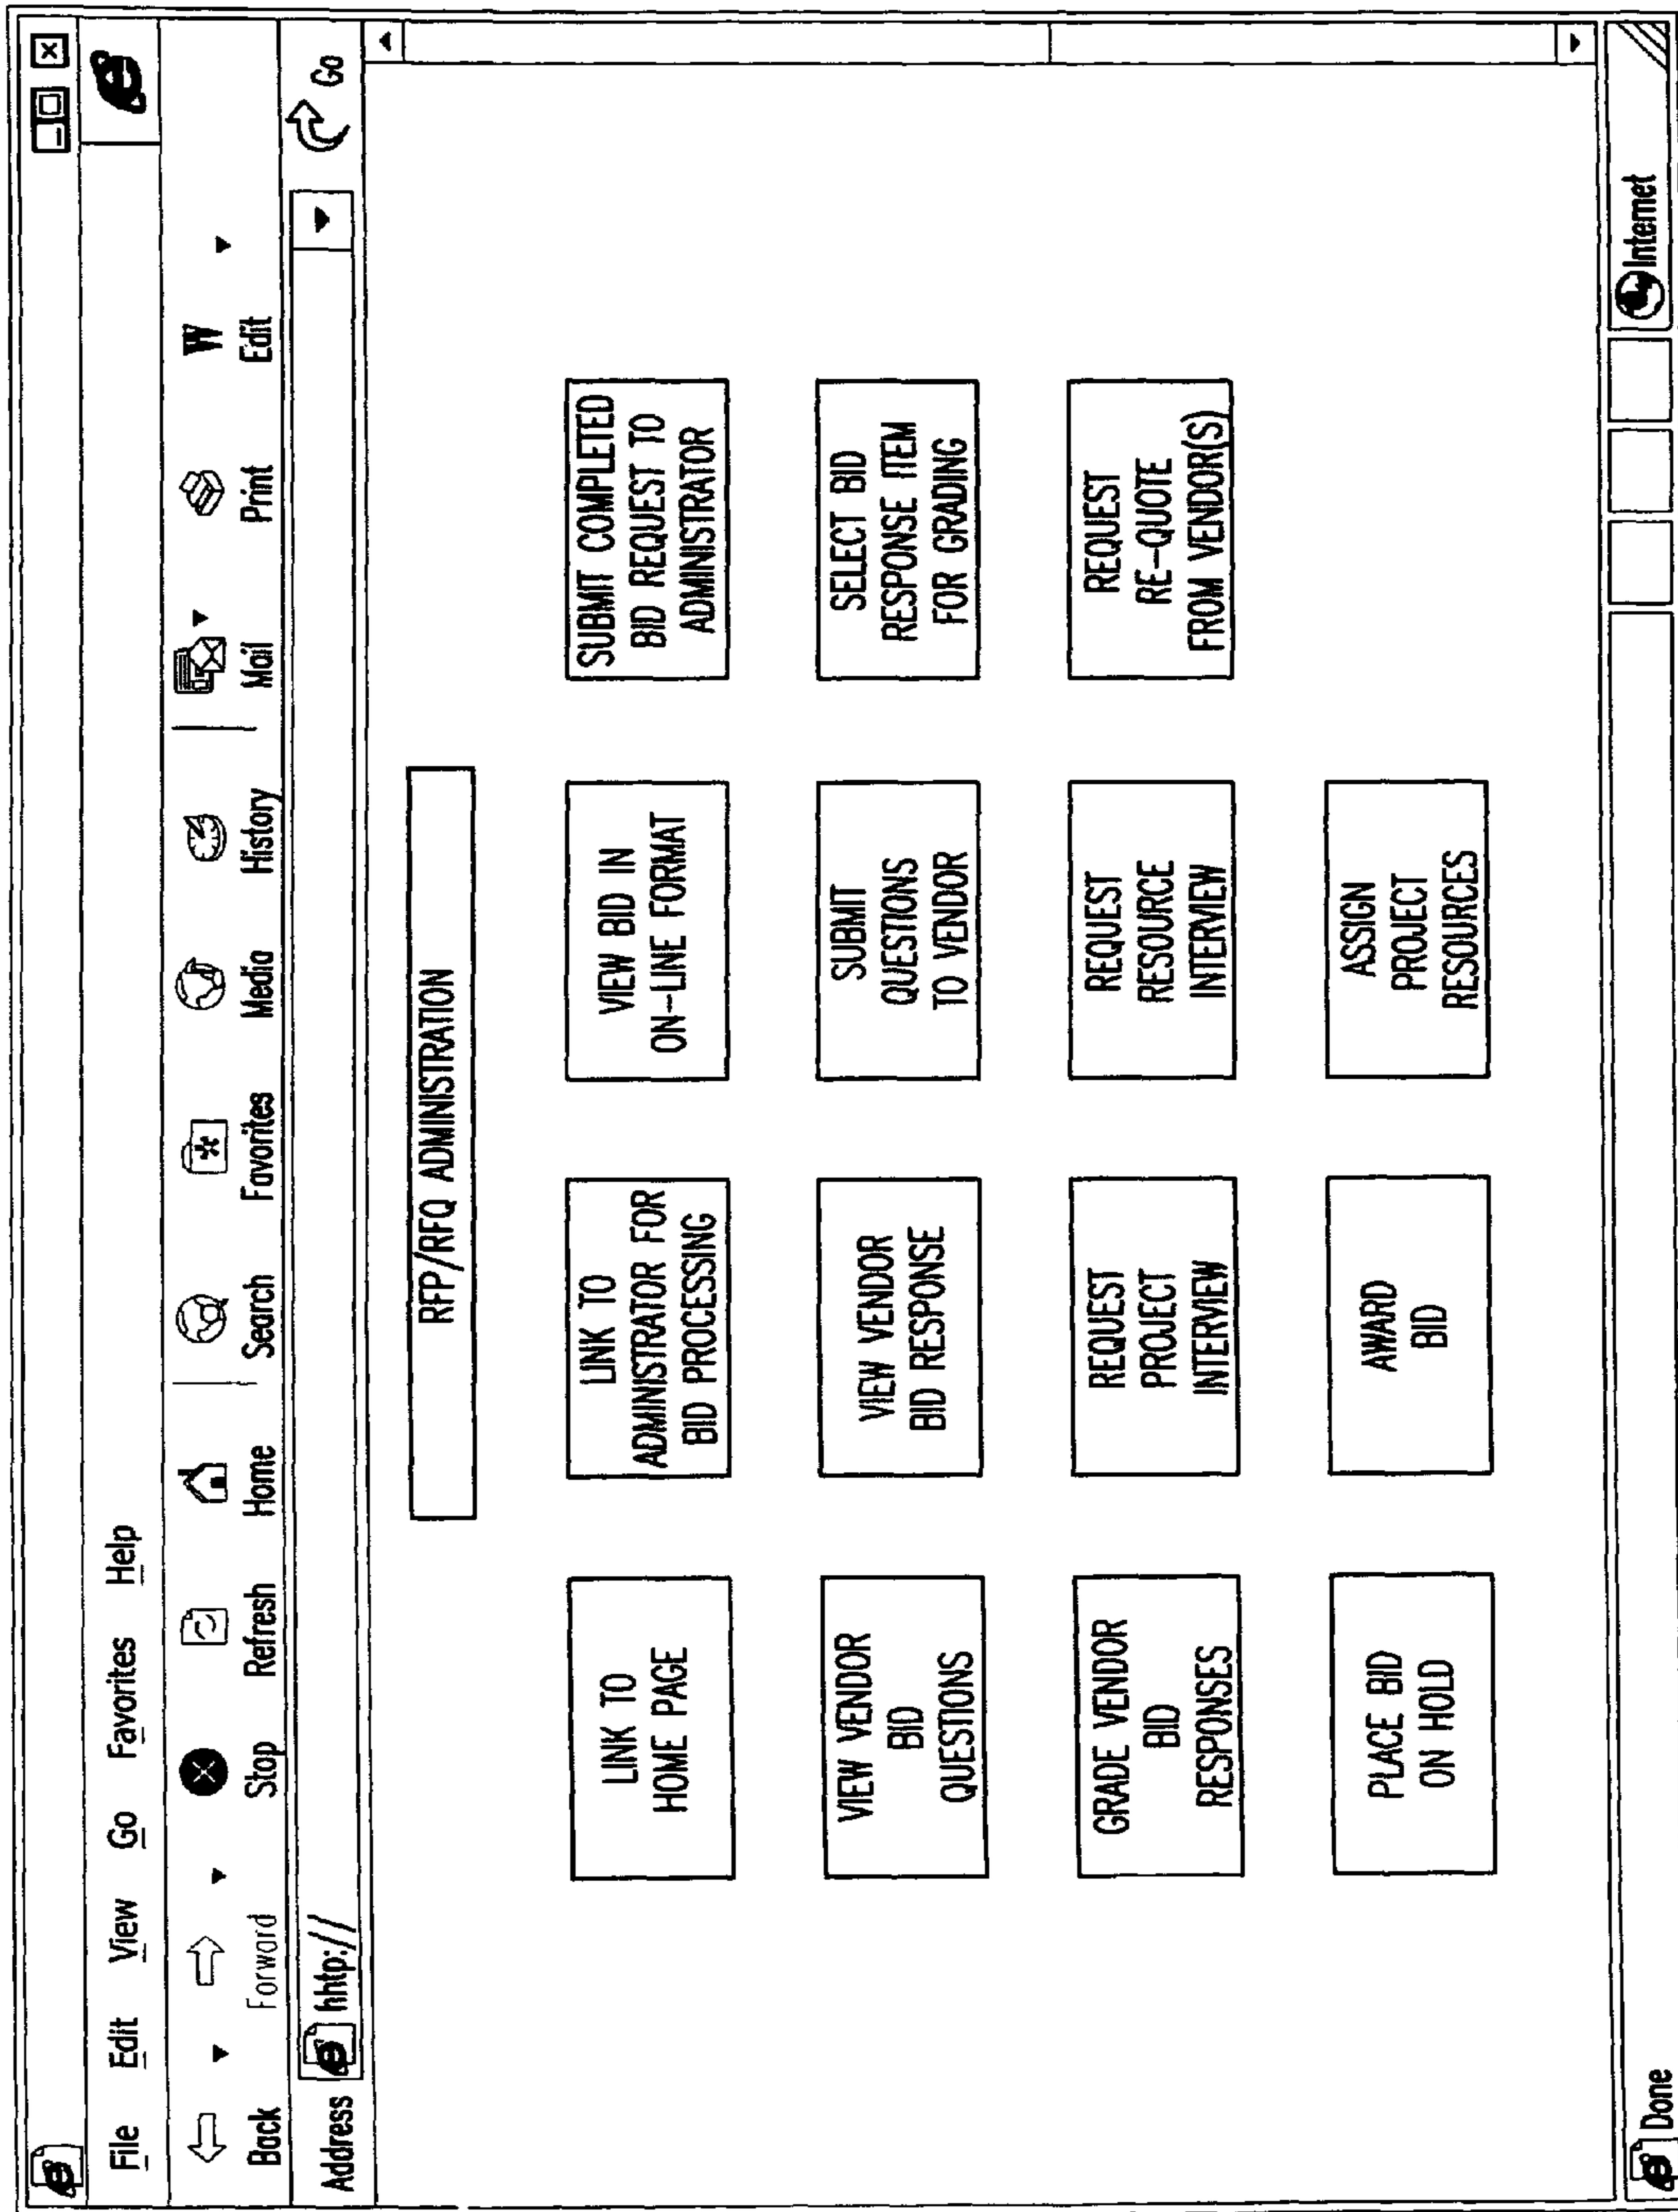 File Edit View Go Favorites Help
Back Forward Stop Refresh Home Search Favorites Media History Mail Print Edit
Address hhtp:// Go
RFP/RFQ ADMINISTRATION
LINK TO
HOME PAGE
LINK TO
ADMINISTRATOR FOR
BID PROCESSING
VIEW BID IN
ON-LINE FORMAT
SUBMIT COMPLETED
BID REQUEST TO
ADMINISTRATOR
VIEW VENDOR
BID
QUESTIONS
VIEW VENDOR
BID RESPONSE
SUBMIT
QUESTIONS
TO VENDOR
SELECT BID
RESPONSE ITEM
FOR GRADING
GRADE VENDOR
BID
RESPONSES
REQUEST
PROJECT
INTERVIEW
REQUEST
RESOURCE
INTERVIEW
REQUEST
RE-QUOTE
FROM VENDOR(S)
PLACE BID
ON HOLD
AWARD
BID
ASSIGN
PROJECT
RESOURCES
Done Internet